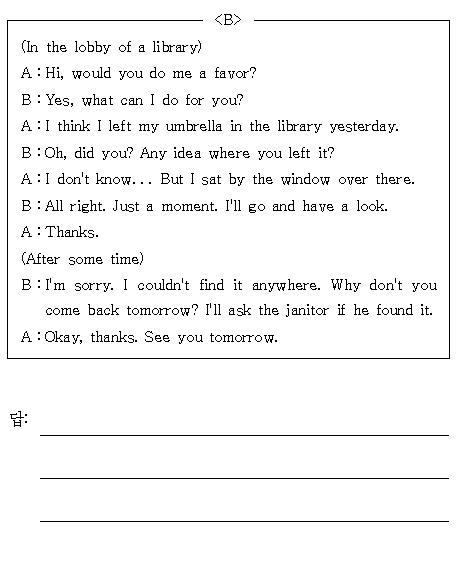 <B>
(In the lobby of a library)
A : Hi, would you do me a favor?
B : Yes, what can I do for you?
A : I think I left my umbrella in the library yesterday.
B : Oh, did you? Any idea where you left it?
A : I don't know... But I sat by the window over there.
B : All right. Just a moment. I'll go and have a look.
A : Thanks.
(After some time)
B : I'm sorry. I couldn't find it anywhere. Why don't you
come back tomorrow? I'll ask the janitor if he found it.
A : Okay, thanks. See you tomorrow.
답: